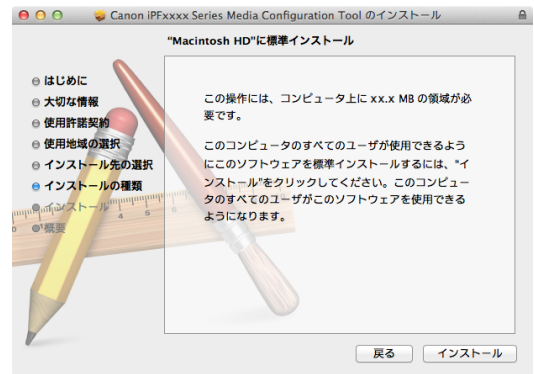 Canon iPFxxxx Series Media Configuration Tool のインストール
"Macintosh HD"に標準インストール
はじめに
大切な情報
使用許諾契約
使用地域の選択
インストール先の選択
インストールの種類
インストール
概要
この操作には、コンピュータ上に xx.x MB の領域が必
要です。
このコンピュータのすべてのユーザが使用できるよう
にこのソフトウェアを標準インストールするには、"イ
ンストール"をクリックしてください。このコンピュー
タのすべてのユーザがこのソフトウェアを使用できる
ようになります。
4 5 6
戻る
インストール